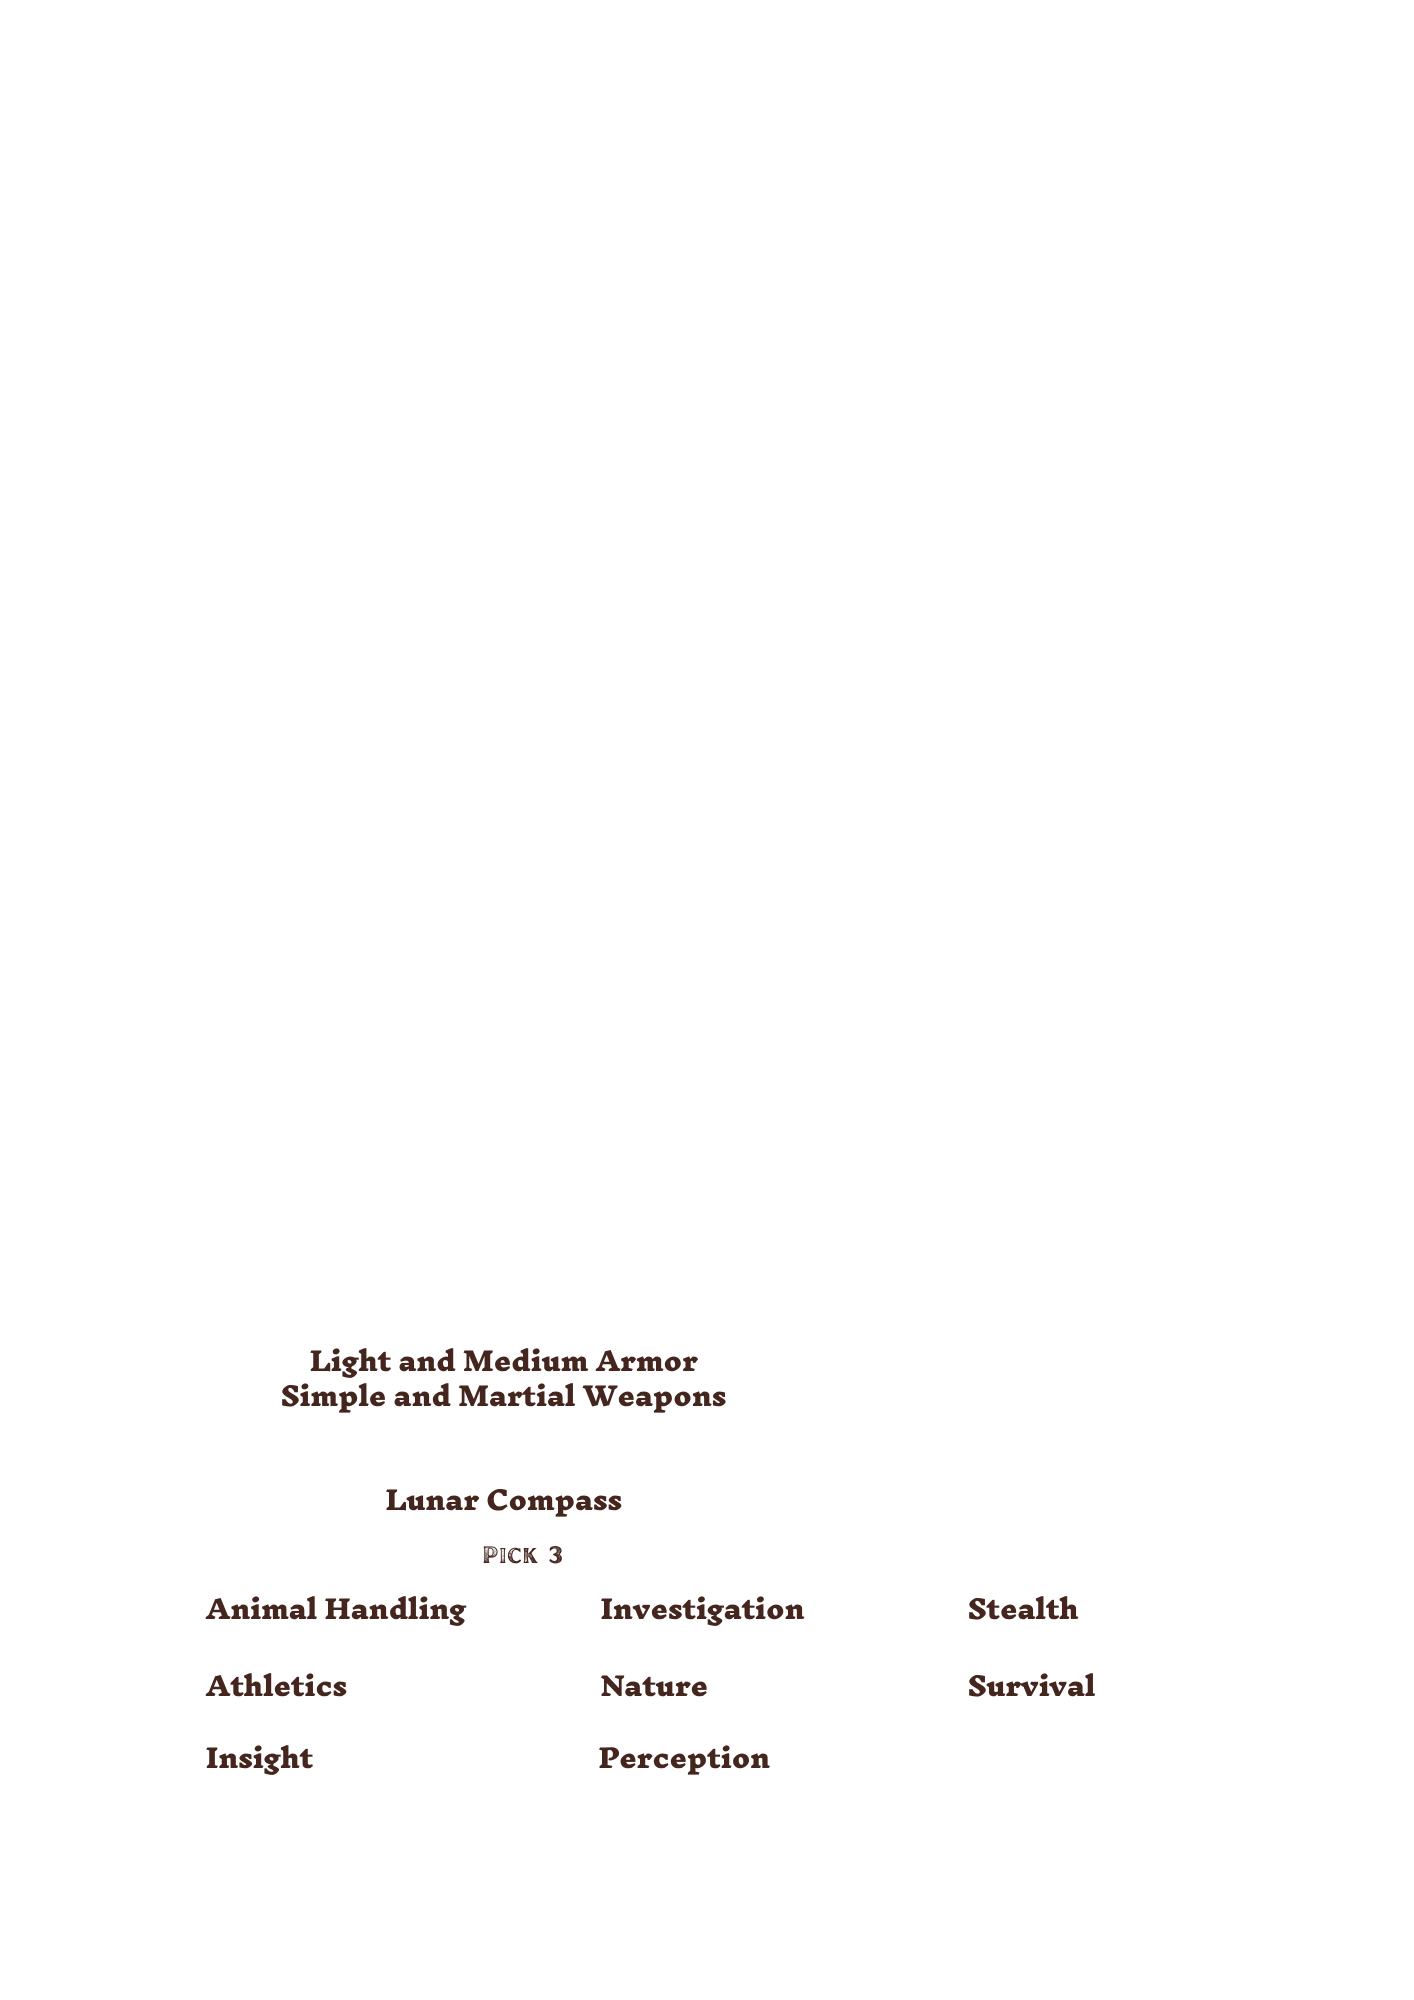 Light and Medium Armor
Simple and Martial Weapons
Lunar Compass
Pick 3
Animal Handling Investigation Stealth
Athletics Nature Survival
Insight Perception